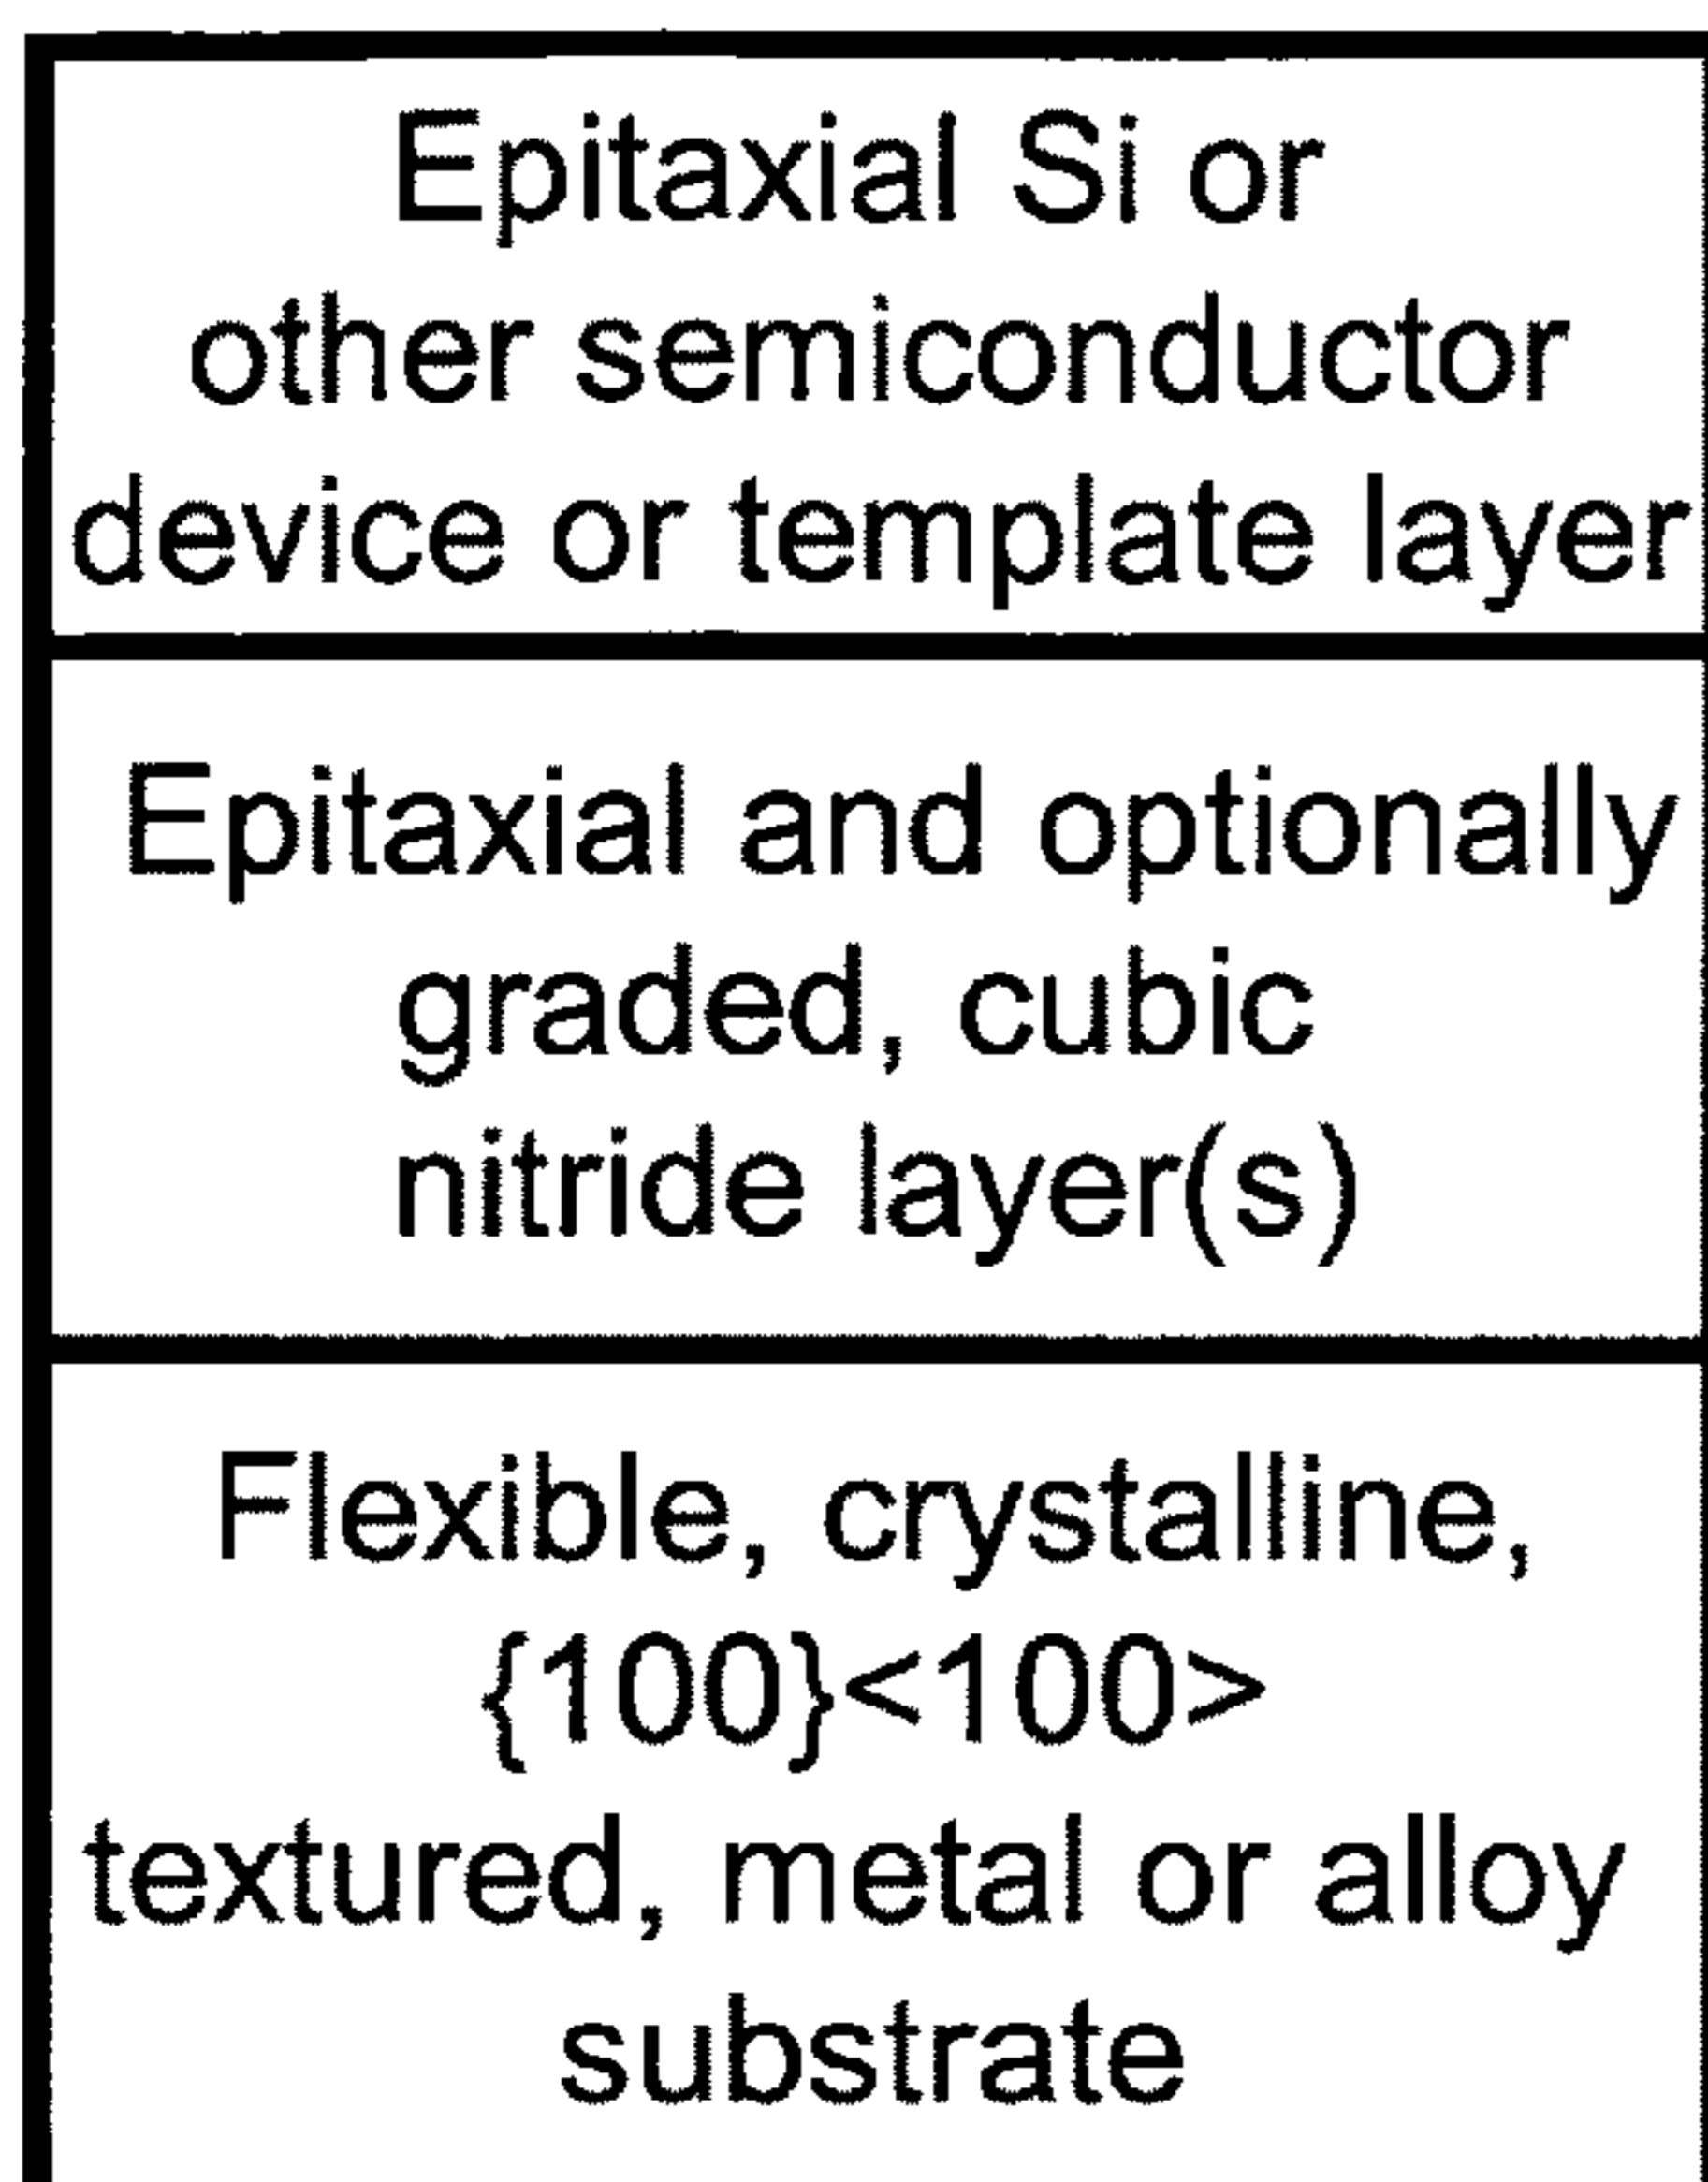 Epitaxial Si or
other semiconductor
device or template layer
Epitaxial and optionally
graded, cubic
nitride layer(s)
Flexible, crystalline,
{100}<100>
textured, metal or alloy
substrate